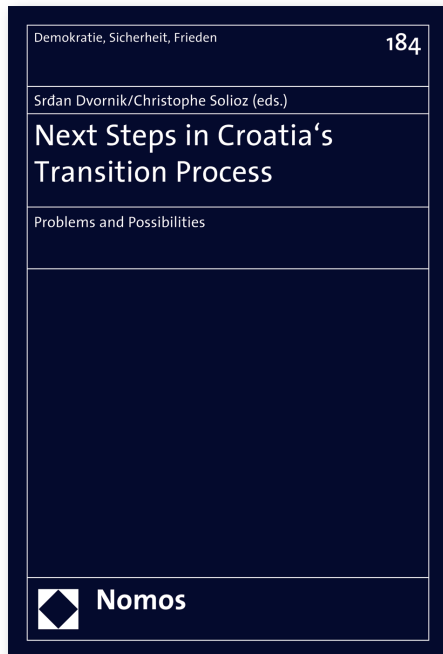 Demokratie, Sicherheit, Frieden
184
Srđan Dvornik/Christophe Solioz (eds.)
Next Steps in Croatia‘s
Transition Process
Problems and Possibilities
Nomos